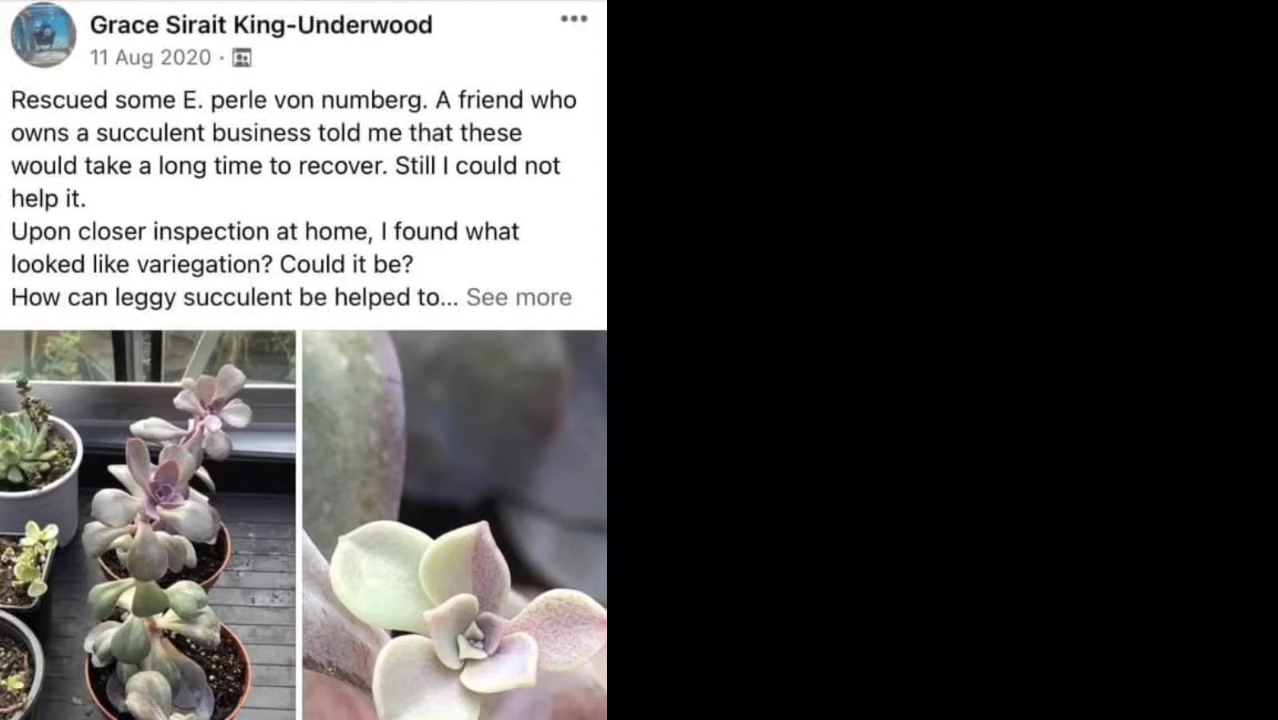 Grace Sirait King-Underwood
11 Aug 2020 ·
Rescued some E. perle von numberg. A friend who
owns a succulent business told me that these
would take a long time to recover. Still I could not
help it.
Upon closer inspection at home, I found what
looked like variegation? Could it be?
How can leggy succulent be helped to... See more